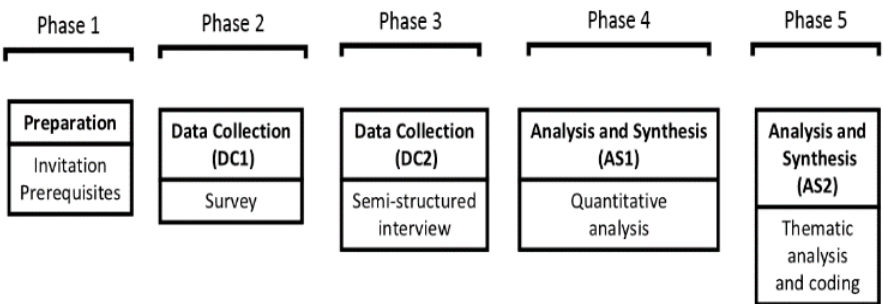 Phase 1
Phase 2
Phase 3
Phase 4
Phase 5
Preparation
Invitation
Prerequisites
Data Collection
(DC1)
Survey
Data Collection
(DC2)
Semi-structured
interview
Analysis and Synthesis
(AS1)
Quantitative
analysis
Analysis and
Synthesis
(AS2)
Thematic
analysis
and coding